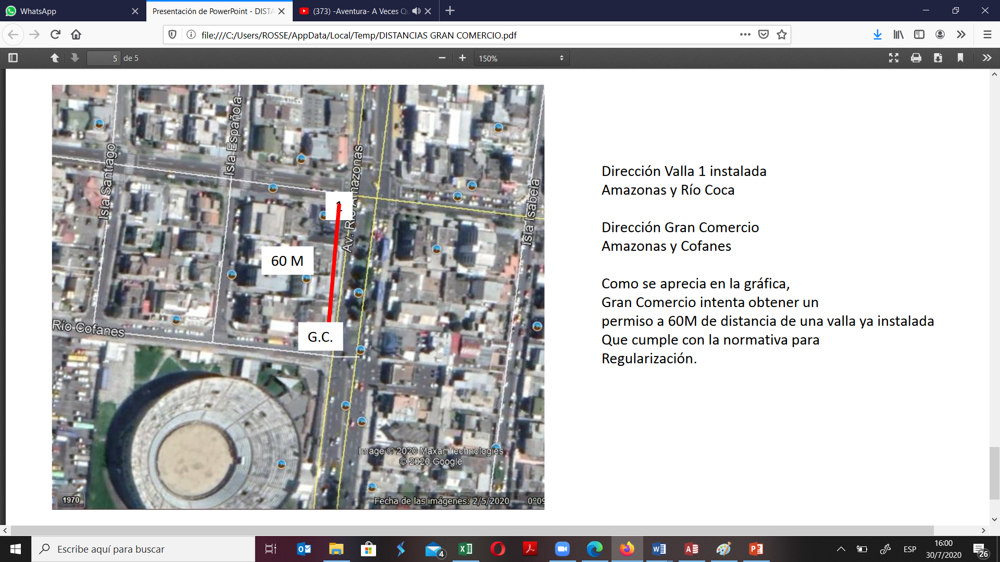 WhatsApp
Presentación de PowerPoint - DISTA
(373) -Aventura- A Veces Qu
file:///C:/Users/ROSSE/AppData/Local/Temp/DISTANCIAS GRAN COMERCIO.pdf
5 de 5
150%
Isla Santiago
Isla Española
Av. Río Amazonas
Isla Isabela
1
60 M
Río Cofanes
G.C.
Image © 2020 Maxar Technologies
© 2020 Google
1970
Fecha de las imágenes: 2/5/2020 0°09
Dirección Valla 1 instalada
Amazonas y Río Coca
Dirección Gran Comercio
Amazonas y Cofanes
Como se aprecia en la gráfica,
Gran Comercio intenta obtener un
permiso a 60M de distancia de una valla ya instalada
Que cumple con la normativa para
Regularización.
Escribe aquí para buscar
4
ESP
16:00
30/7/2020
26